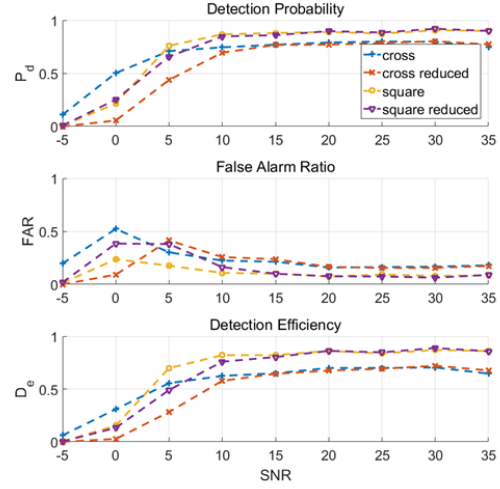 Detection Probability
1
0.5
0
P_d
cross
cross reduced
square
square reduced
-5 0 5 10 15 20 25 30 35
False Alarm Ratio
1
0.5
0
FAR
-5 0 5 10 15 20 25 30 35
Detection Efficiency
1
0.5
0
D_e
-5 0 5 10 15 20 25 30 35
SNR